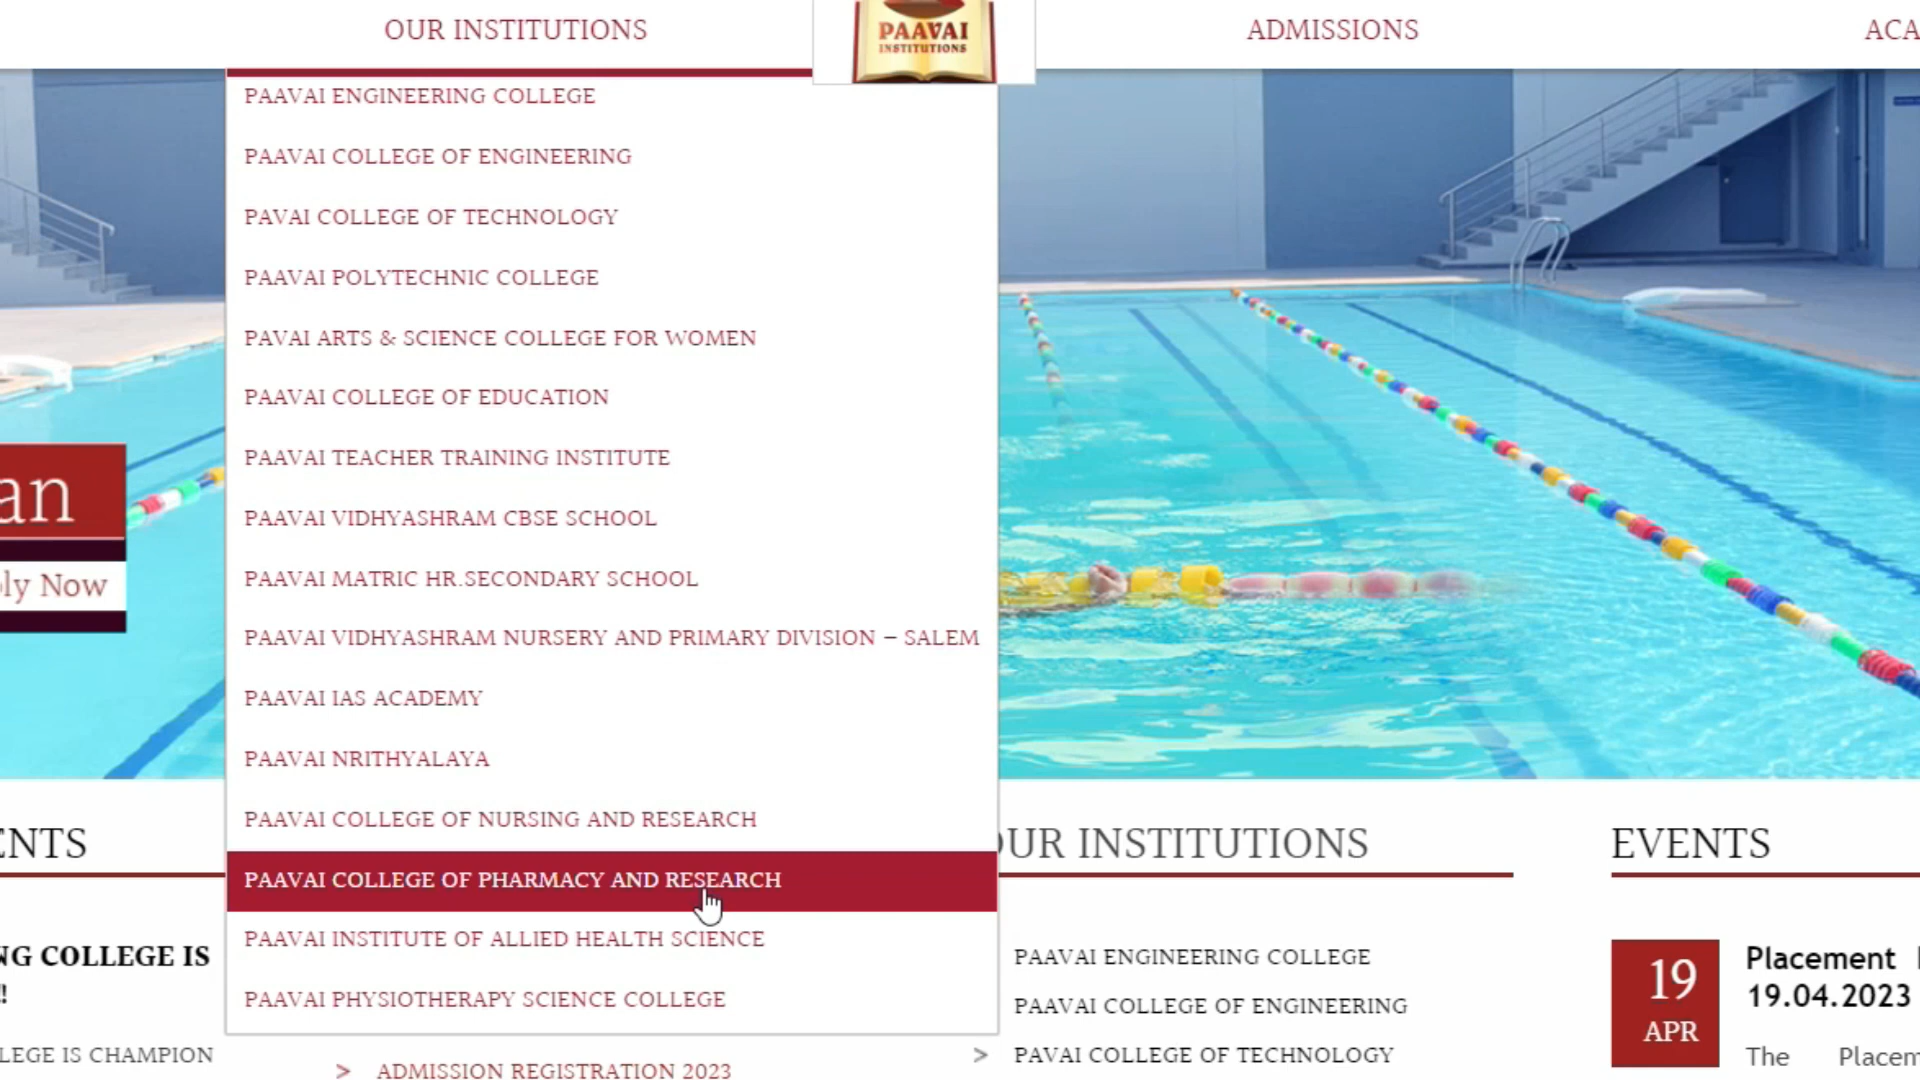 OUR INSTITUTIONS
PAAVAI
INSTITUTIONS
ADMISSIONS
ACA
PAAVAI ENGINEERING COLLEGE
PAAVAI COLLEGE OF ENGINEERING
PAVAI COLLEGE OF TECHNOLOGY
PAAVAI POLYTECHNIC COLLEGE
PAVAI ARTS & SCIENCE COLLEGE FOR WOMEN
PAAVAI COLLEGE OF EDUCATION
PAAVAI TEACHER TRAINING INSTITUTE
PAAVAI VIDHYASHRAM CBSE SCHOOL
PAAVAI MATRIC HR.SECONDARY SCHOOL
PAAVAI VIDHYASHRAM NURSERY AND PRIMARY DIVISION – SALEM
PAAVAI IAS ACADEMY
PAAVAI NRITHYALAYA
PAAVAI COLLEGE OF NURSING AND RESEARCH
PAAVAI COLLEGE OF PHARMACY AND RESEARCH
PAAVAI INSTITUTE OF ALLIED HEALTH SCIENCE
PAAVAI PHYSIOTHERAPY SCIENCE COLLEGE
an
ly Now
ENTS
NG COLLEGE IS
!!
LEGE IS CHAMPION
> ADMISSION REGISTRATION 2023
OUR INSTITUTIONS
PAAVAI ENGINEERING COLLEGE
PAAVAI COLLEGE OF ENGINEERING
> PAVAI COLLEGE OF TECHNOLOGY
EVENTS
19
APR
Placement
19.04.2023
The Placem